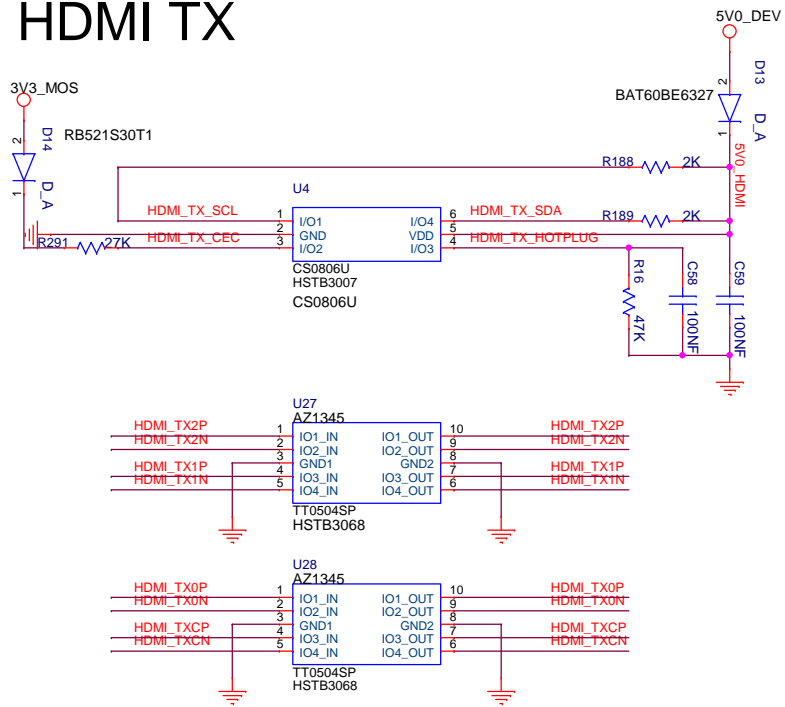 HDMI TX
5V0_DEV
3V3_MOS
D14
RB521S30T1
2
1
D_A
BAT60BE6327
D13
2
1
D_A
5V0_HDMI
R188
2K
U4
HDMI_TX_SCL
1
I/O1
I/O4
6
HDMI_TX_SDA
R189
2K
2
GND
VDD
5
R291
27K
HDMI_TX_CEC
3
I/O2
I/O3
4
HDMI_TX_HOTPLUG
CS0806U
HSTB3007
CS0806U
R16
47K
C58
100NF
C59
100NF
U27
AZ1345
HDMI_TX2P
1
IO1_IN
IO1_OUT
10
HDMI_TX2P
HDMI_TX2N
2
IO2_IN
IO2_OUT
9
HDMI_TX2N
3
GND1
GND2
8
HDMI_TX1P
4
IO3_IN
IO3_OUT
7
HDMI_TX1P
HDMI_TX1N
5
IO4_IN
IO4_OUT
6
HDMI_TX1N
TT0504SP
HSTB3068
U28
AZ1345
HDMI_TX0P
1
IO1_IN
IO1_OUT
10
HDMI_TX0P
HDMI_TX0N
2
IO2_IN
IO2_OUT
9
HDMI_TX0N
3
GND1
GND2
8
HDMI_TXCP
4
IO3_IN
IO3_OUT
7
HDMI_TXCP
HDMI_TXCN
5
IO4_IN
IO4_OUT
6
HDMI_TXCN
TT0504SP
HSTB3068